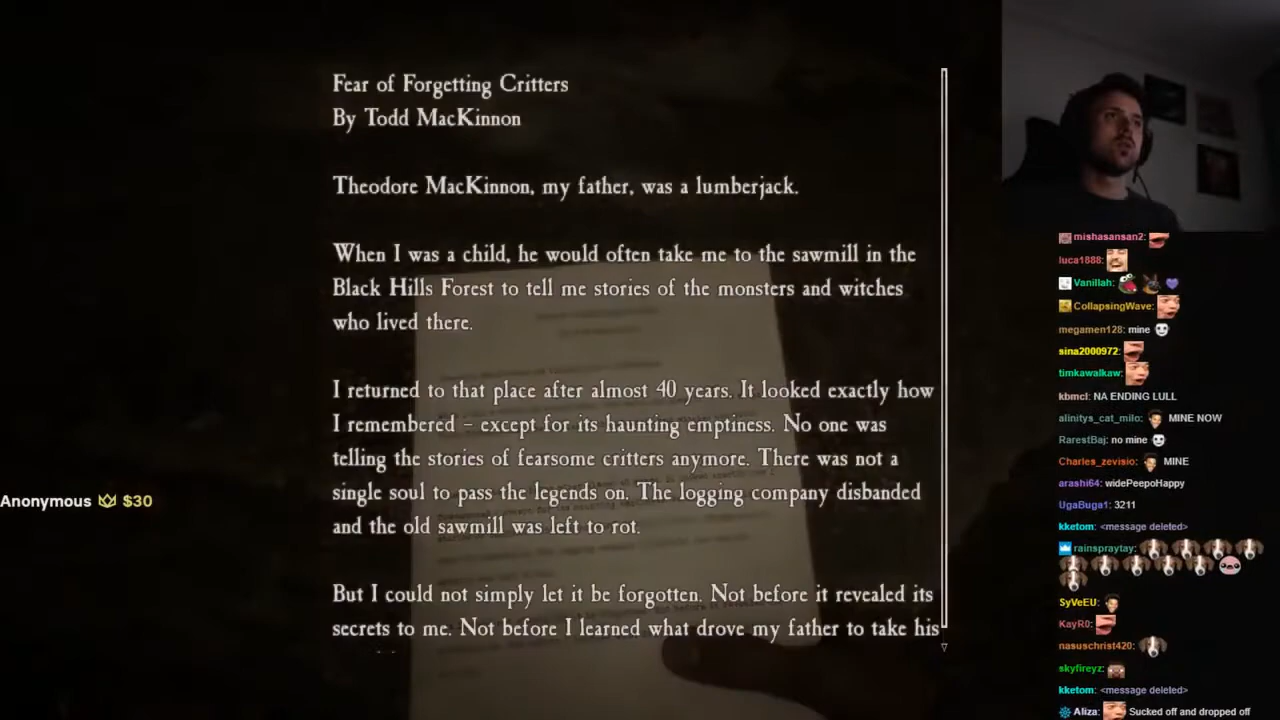 Fear of Forgetting Critters
By Todd MacKinnon
Theodore MacKinnon, my father, was a lumberjack.
When I was a child, he would often take me to the sawmill in the
Black Hills Forest to tell me stories of the monsters and witches
who lived there.
I returned to that place after almost 40 years. It looked exactly how
I remembered – except for its haunting emptiness. No one was
telling the stories of fearsome critters anymore. There was not a
single soul to pass the legends on. The logging company disbanded
and the old sawmill was left to rot.
But I could not simply let it be forgotten. Not before it revealed its
secrets to me. Not before I learned what drove my father to take his
Anonymous $30
mishasansan2:
luca1888:
Vanillah:
CollapsingWave:
megamen128: mine
sina2000972:
timkawalkaw:
kbmcl: NA ENDING LULL
alinitys_cat_milo: MINE NOW
RarestBaj: no mine
Charles_zevisio: MINE
arashi64: widePeepoHappy
UgaBuga1: 3211
kketom: <message deleted>
rainspraytay:
SyVeEU:
KayR0:
nasuschrist420:
skyfireyz:
kketom: <message deleted>
Aliza: Sucked off and dropped off